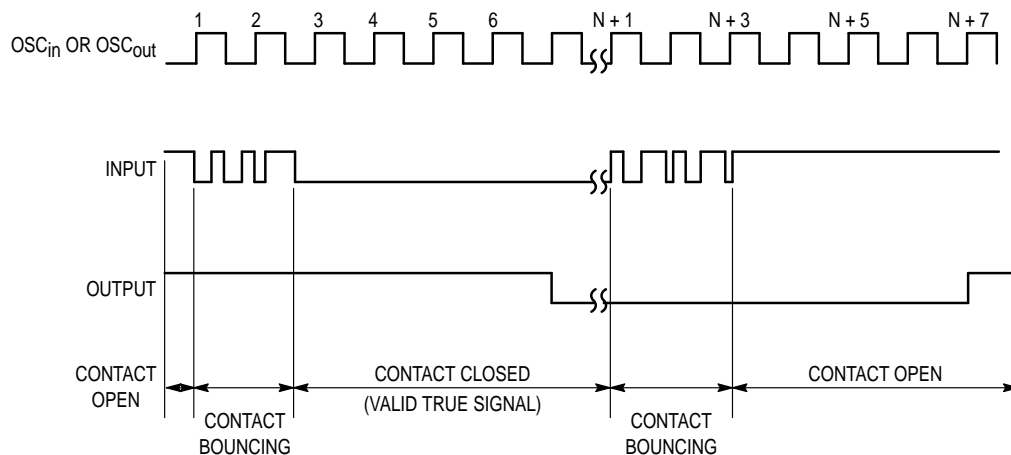 1 2 3 4 5 6 N + 1 N + 3 N + 5 N + 7
OSCin OR OSCout
INPUT
OUTPUT
CONTACT OPEN
CONTACT CLOSED
(VALID TRUE SIGNAL)
CONTACT OPEN
CONTACT BOUNCING
CONTACT BOUNCING